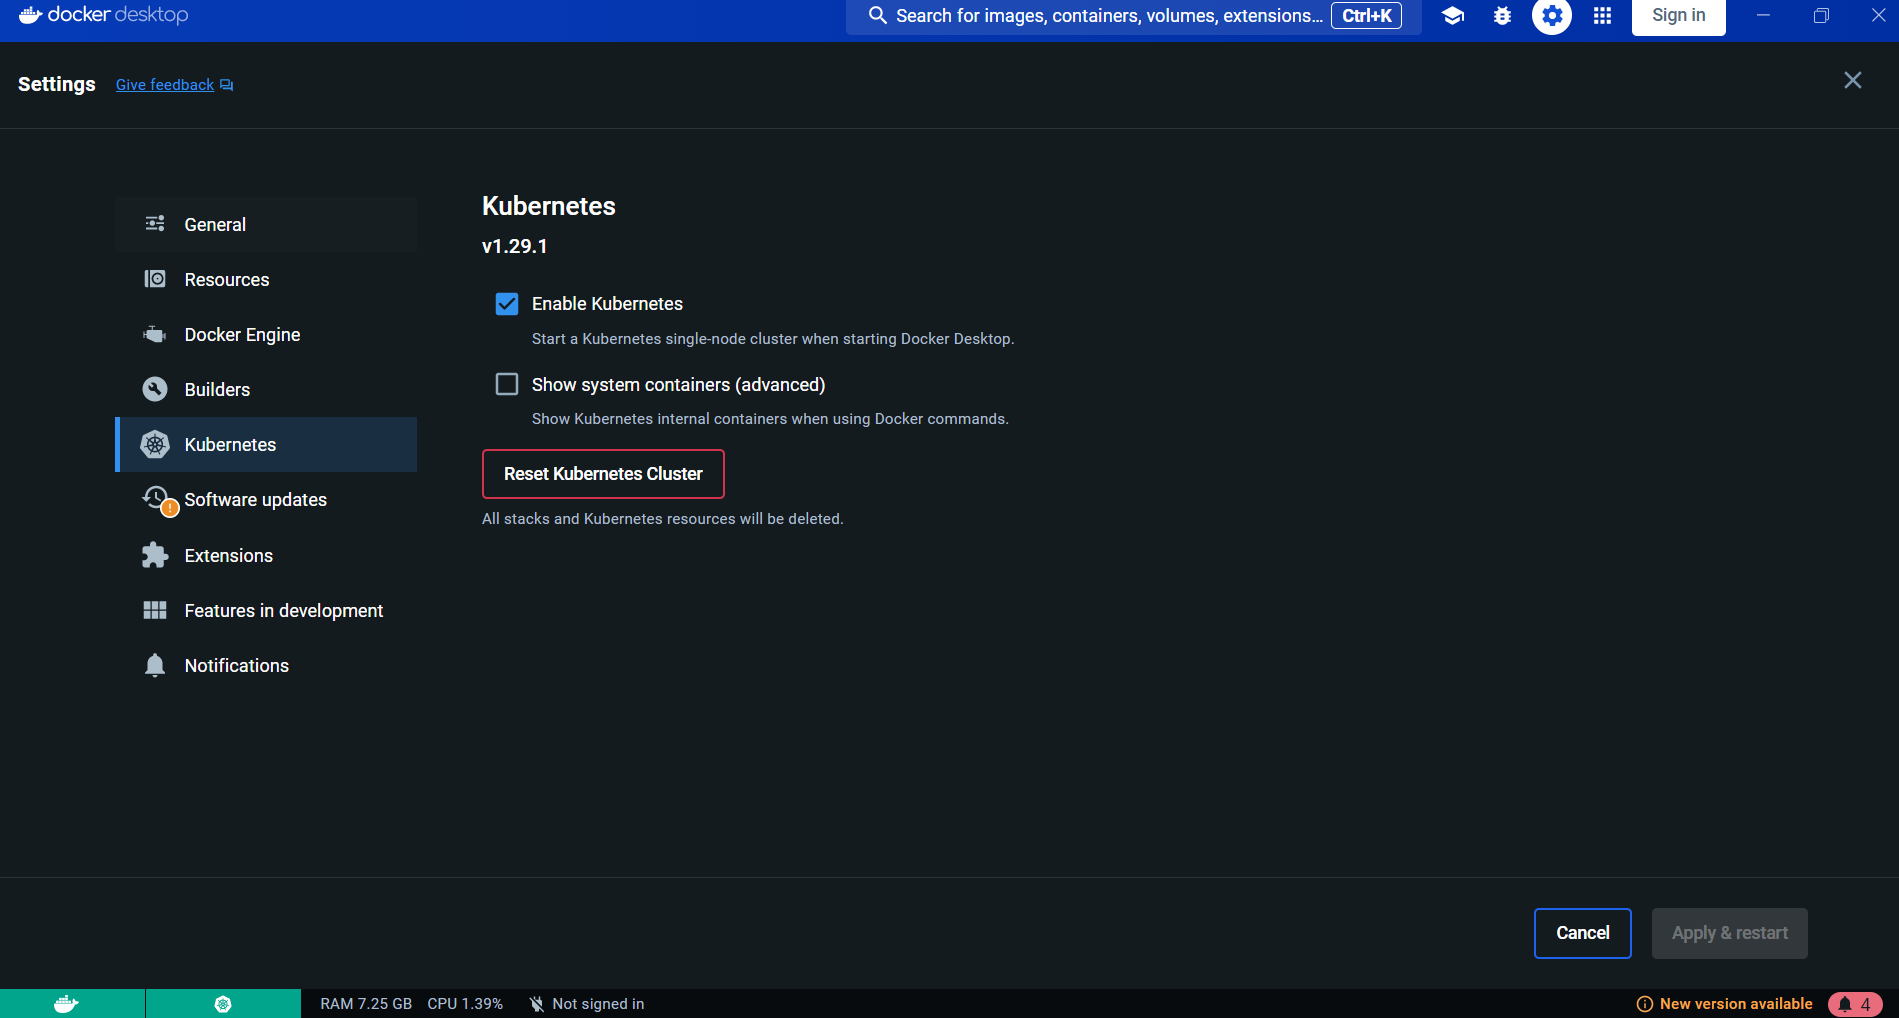 docker desktop
Search for images, containers, volumes, extensions... Ctrl+K
Sign in
Settings
Give feedback
General
Resources
Docker Engine
Builders
Kubernetes
Software updates
Extensions
Features in development
Notifications
Kubernetes
v1.29.1
Enable Kubernetes
Start a Kubernetes single-node cluster when starting Docker Desktop.
Show system containers (advanced)
Show Kubernetes internal containers when using Docker commands.
Reset Kubernetes Cluster
All stacks and Kubernetes resources will be deleted.
Cancel
Apply & restart
RAM 7.25 GB CPU 1.39% Not signed in
New version available
4